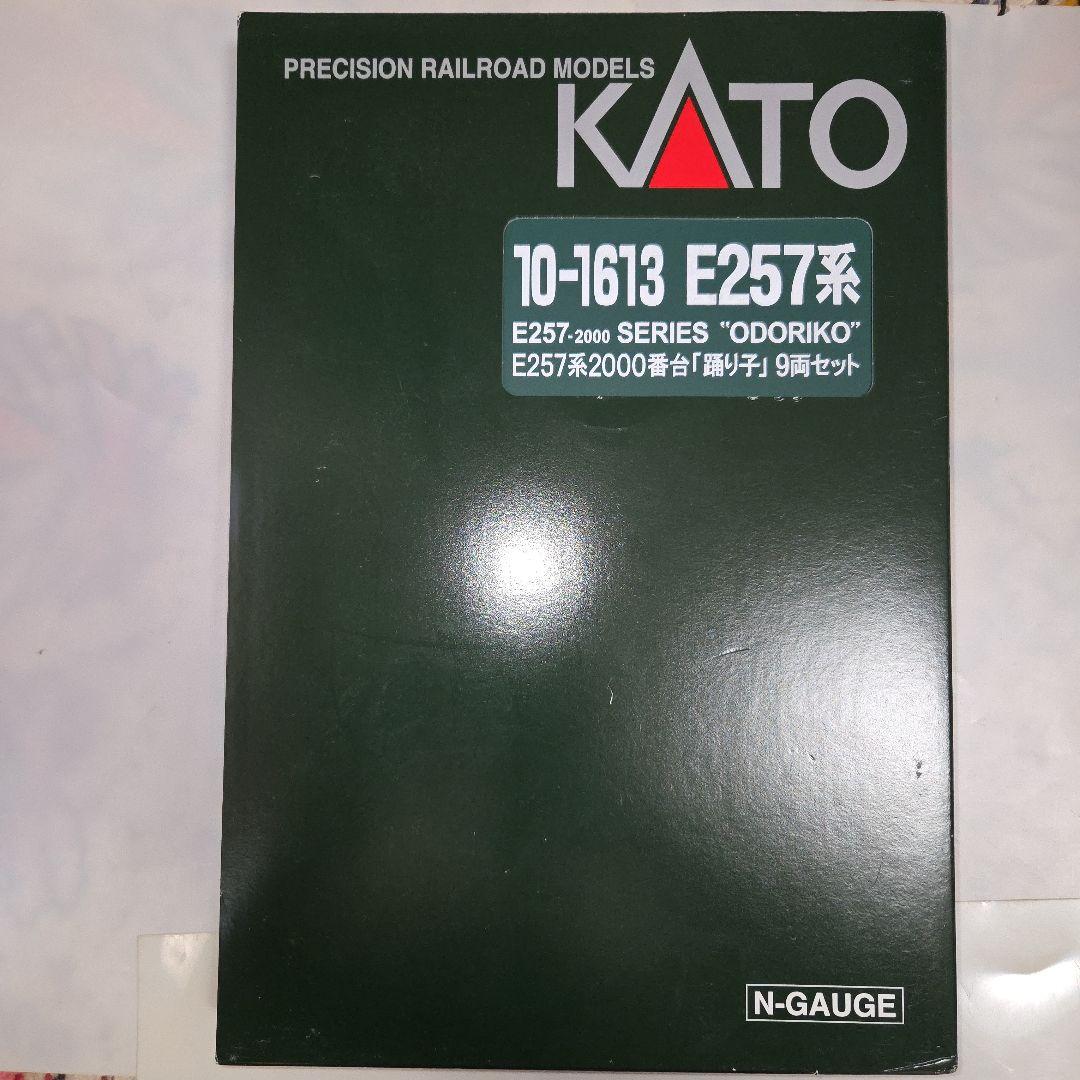 PRECISION RAILROAD MODELS
KATO
10-1613 E257系
E257-2000 SERIES "ODORIKO"
E257系2000番台「踊り子」9両セット
N-GAUGE